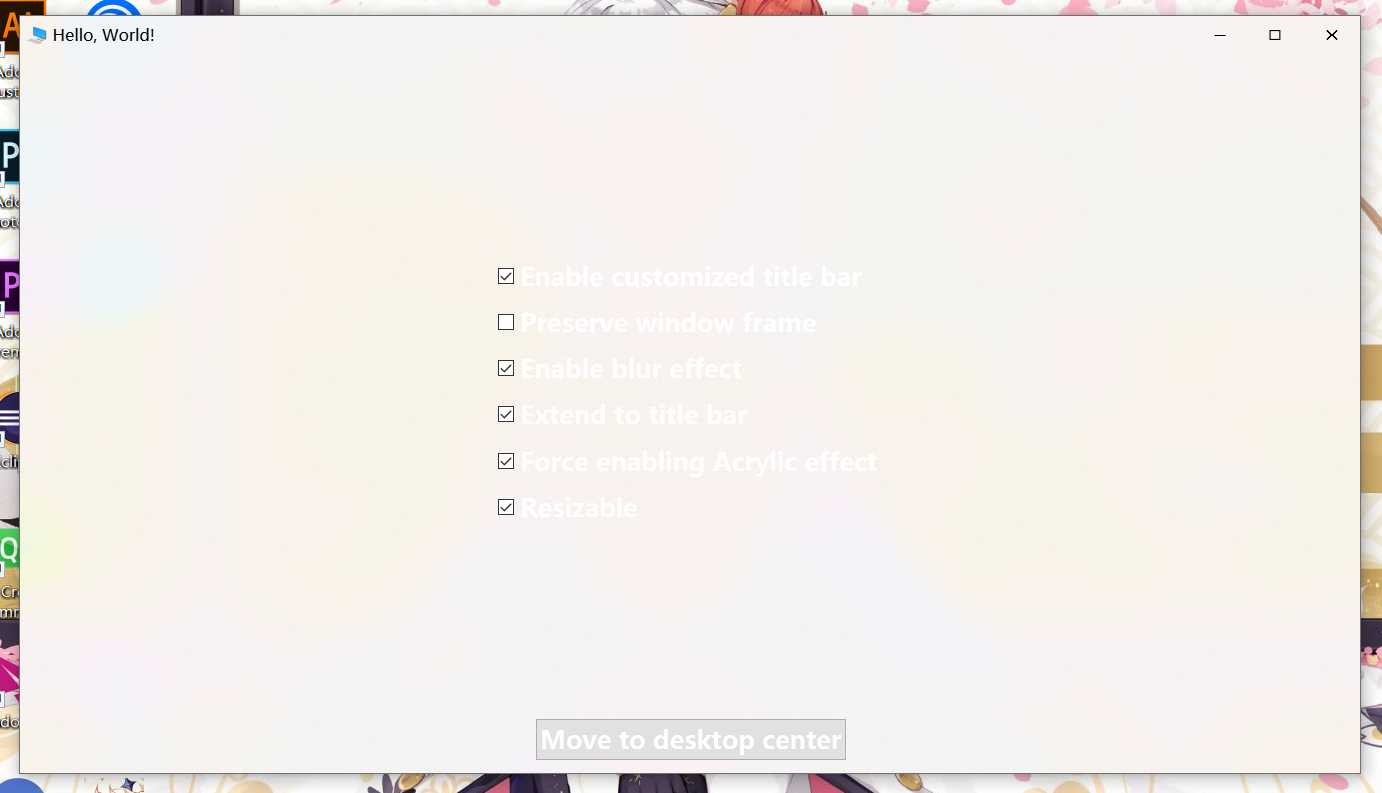 Hello, World!
Enable customized title bar
Preserve window frame
Enable blur effect
Extend to title bar
Force enabling Acrylic effect
Resizable
Move to desktop center